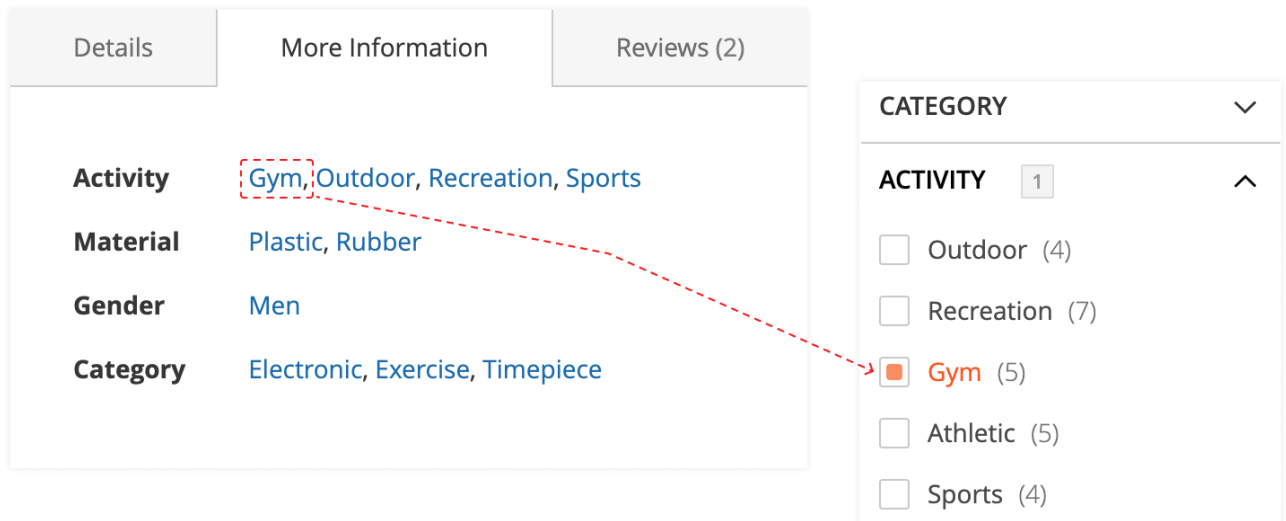 Details More Information Reviews (2)
Activity Gym, Outdoor, Recreation, Sports
Material Plastic, Rubber
Gender Men
Category Electronic, Exercise, Timepiece
CATEGORY
ACTIVITY 1
Outdoor (4)
Recreation (7)
Gym (5)
Athletic (5)
Sports (4)